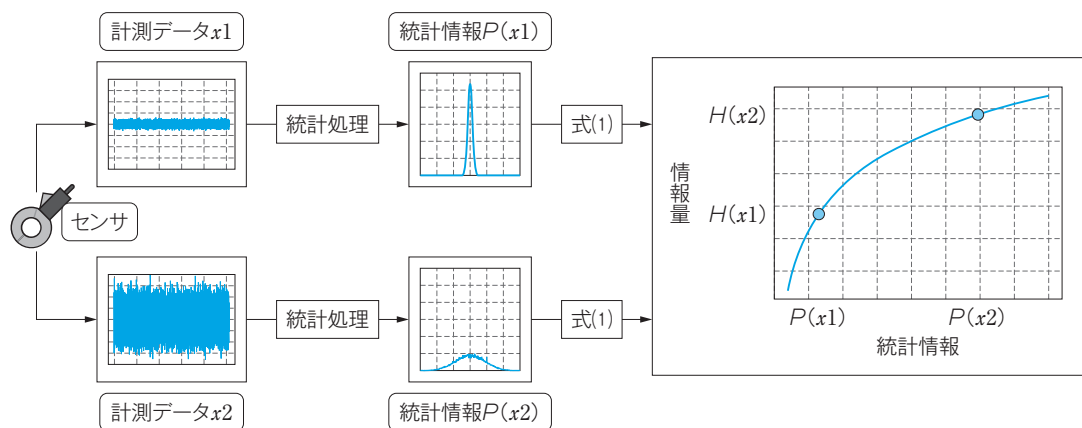 計測データx1
統計情報P(x1)
統計処理
式(1)
センサ
統計処理
式(1)
計測データx2
統計情報P(x2)
H(x2)
情報量
H(x1)
P(x1)
P(x2)
統計情報